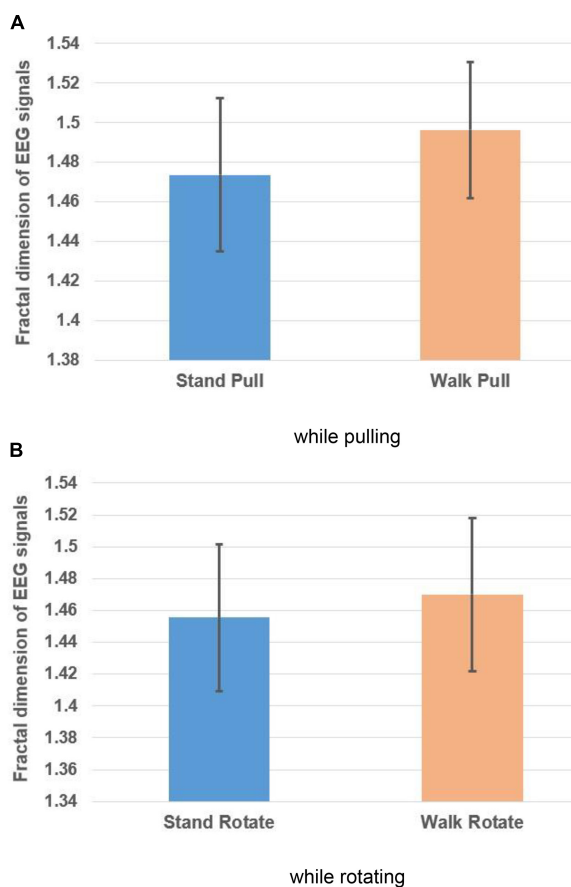 A
Fractal dimension of EEG signals
1.54
1.52
1.5
1.48
1.46
1.44
1.42
1.4
1.38
Stand Pull Walk Pull
while pulling
B
Fractal dimension of EEG signals
1.54
1.52
1.5
1.48
1.46
1.44
1.42
1.4
1.38
1.36
1.34
Stand Rotate Walk Rotate
while rotating